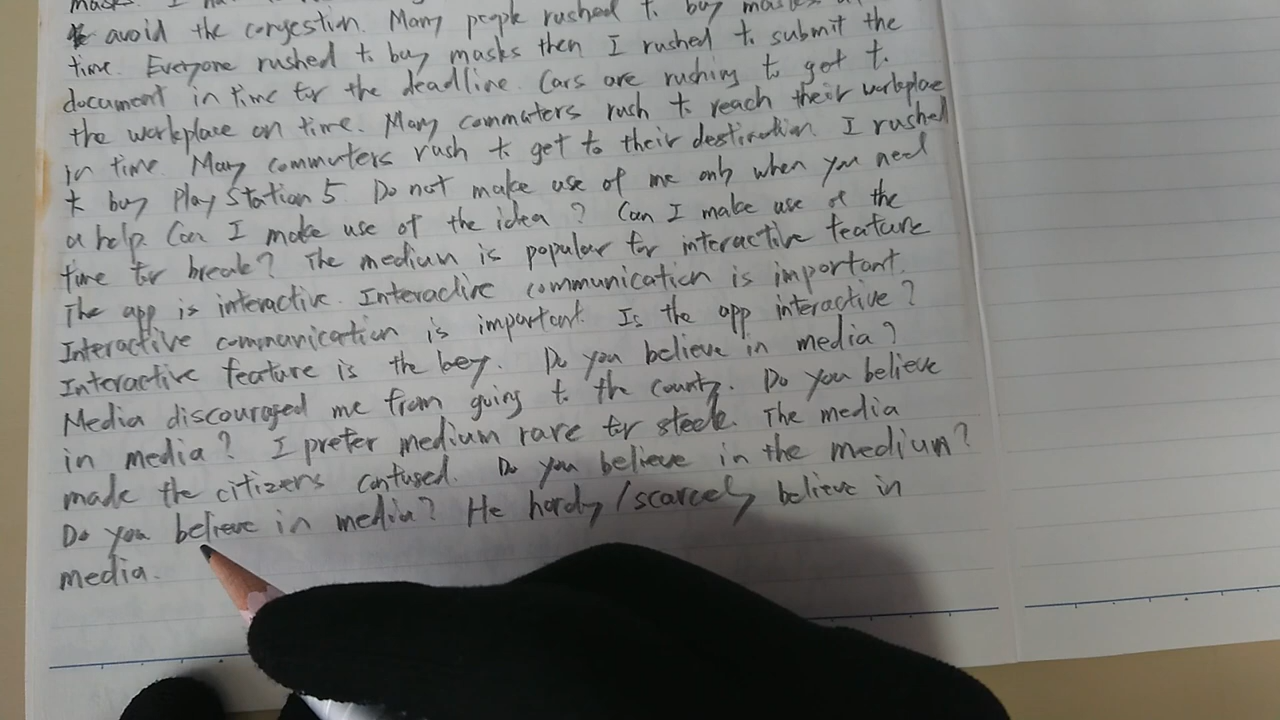 mask. I
avoid the congestion. Many people rushed to buy masks
time. Everyone rushed to buy masks then I rushed to submit the
document in time for the deadline. Cars are rushing to get to
the workplace on time. Many commuters rush to reach their workplace
in time. Many commuters rush to get to their destination. I rushed
to buy PlayStation 5. Do not make use of me only when you need
a help. Can I make use of the idea? Can I make use of the
time for break? The medium is popular for interactive feature
The app is interactive. Interactive communication is important.
Interactive communication is important. Is the app interactive?
Interactive feature is the key. Do you believe in media?
Media discouraged me from going to the country. Do you believe
in media? I prefer medium rare for steak. The media
made the citizens confused. Do you believe in the medium?
Do you believe in media? He hardly/scarcely believe in
media.